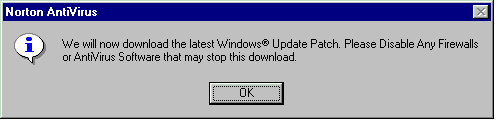 Norton AntiVirus
We will now download the latest Windows® Update Patch. Please Disable Any Firewalls
or AntiVirus Software that may stop this download.
OK